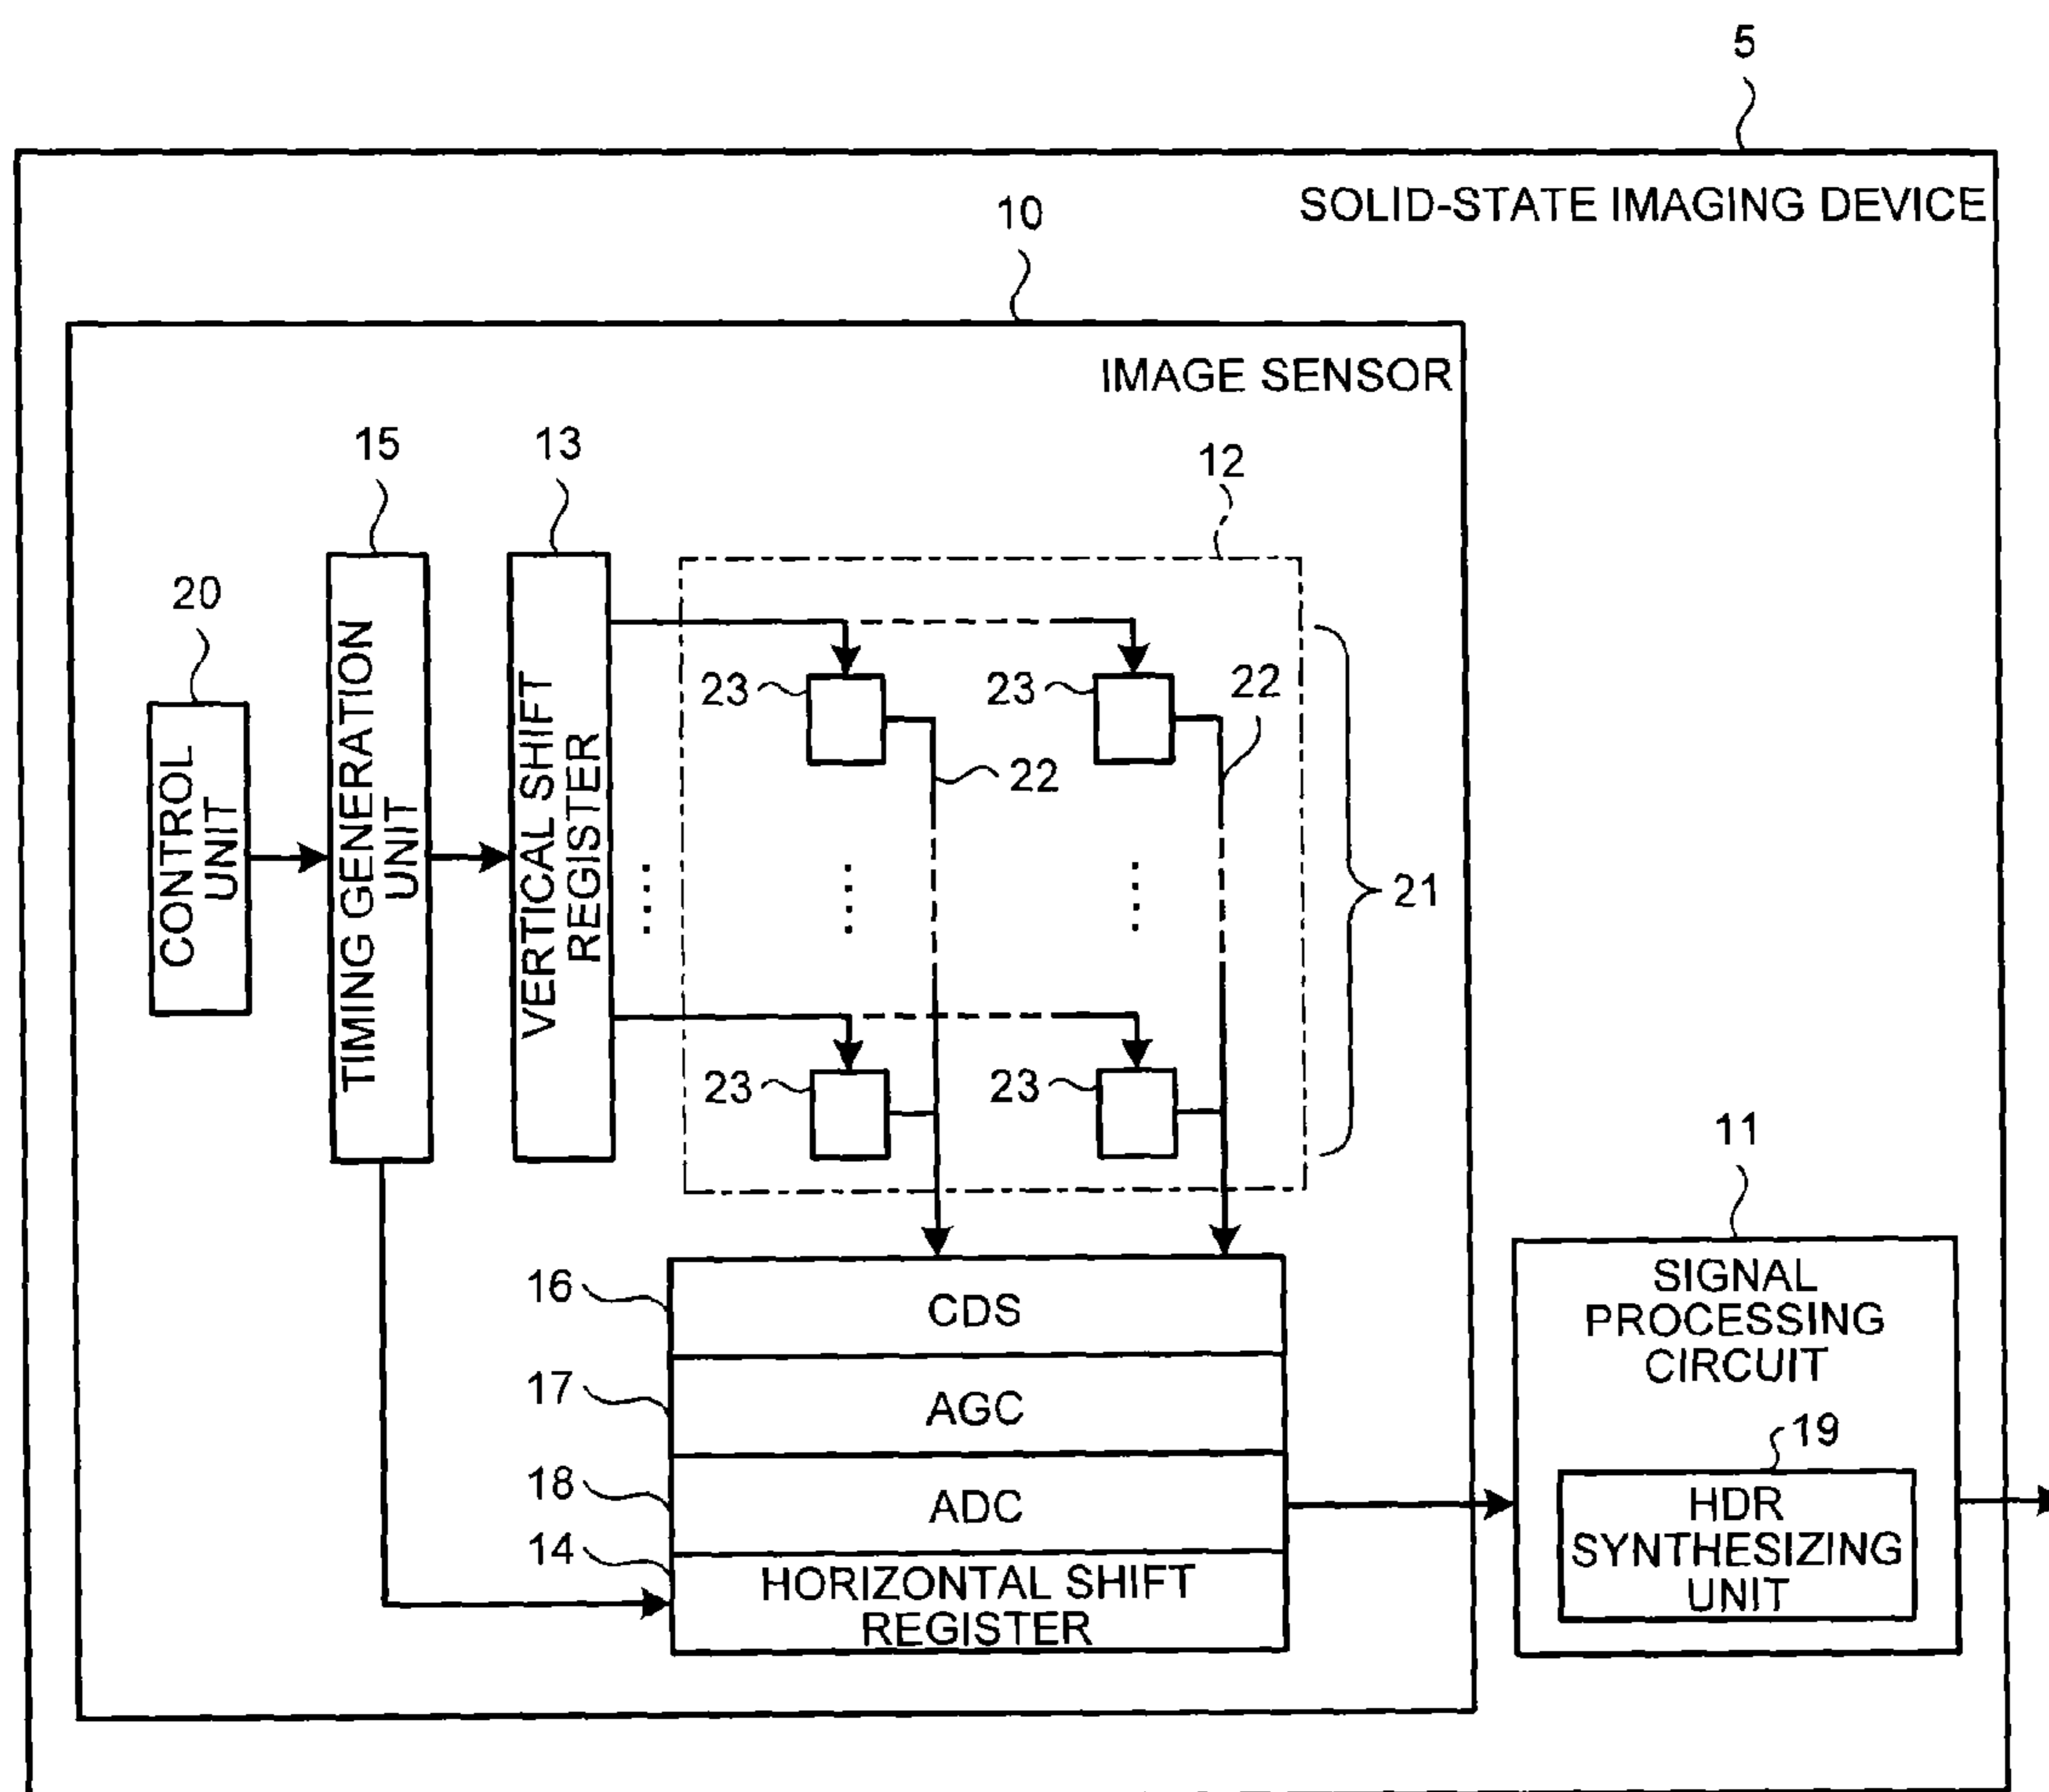 5
SOLID-STATE IMAGING DEVICE
10
IMAGE SENSOR
15
13
12
20
CONTROL
UNIT
TIMING GENERATION
UNIT
VERTICAL SHIFT
REGISTER
23
23
22
22
21
23
23
11
SIGNAL
PROCESSING
CIRCUIT
16
CDS
17
AGC
19
18
ADC
HDR
SYNTHESIZING
UNIT
14
HORIZONTAL SHIFT
REGISTER